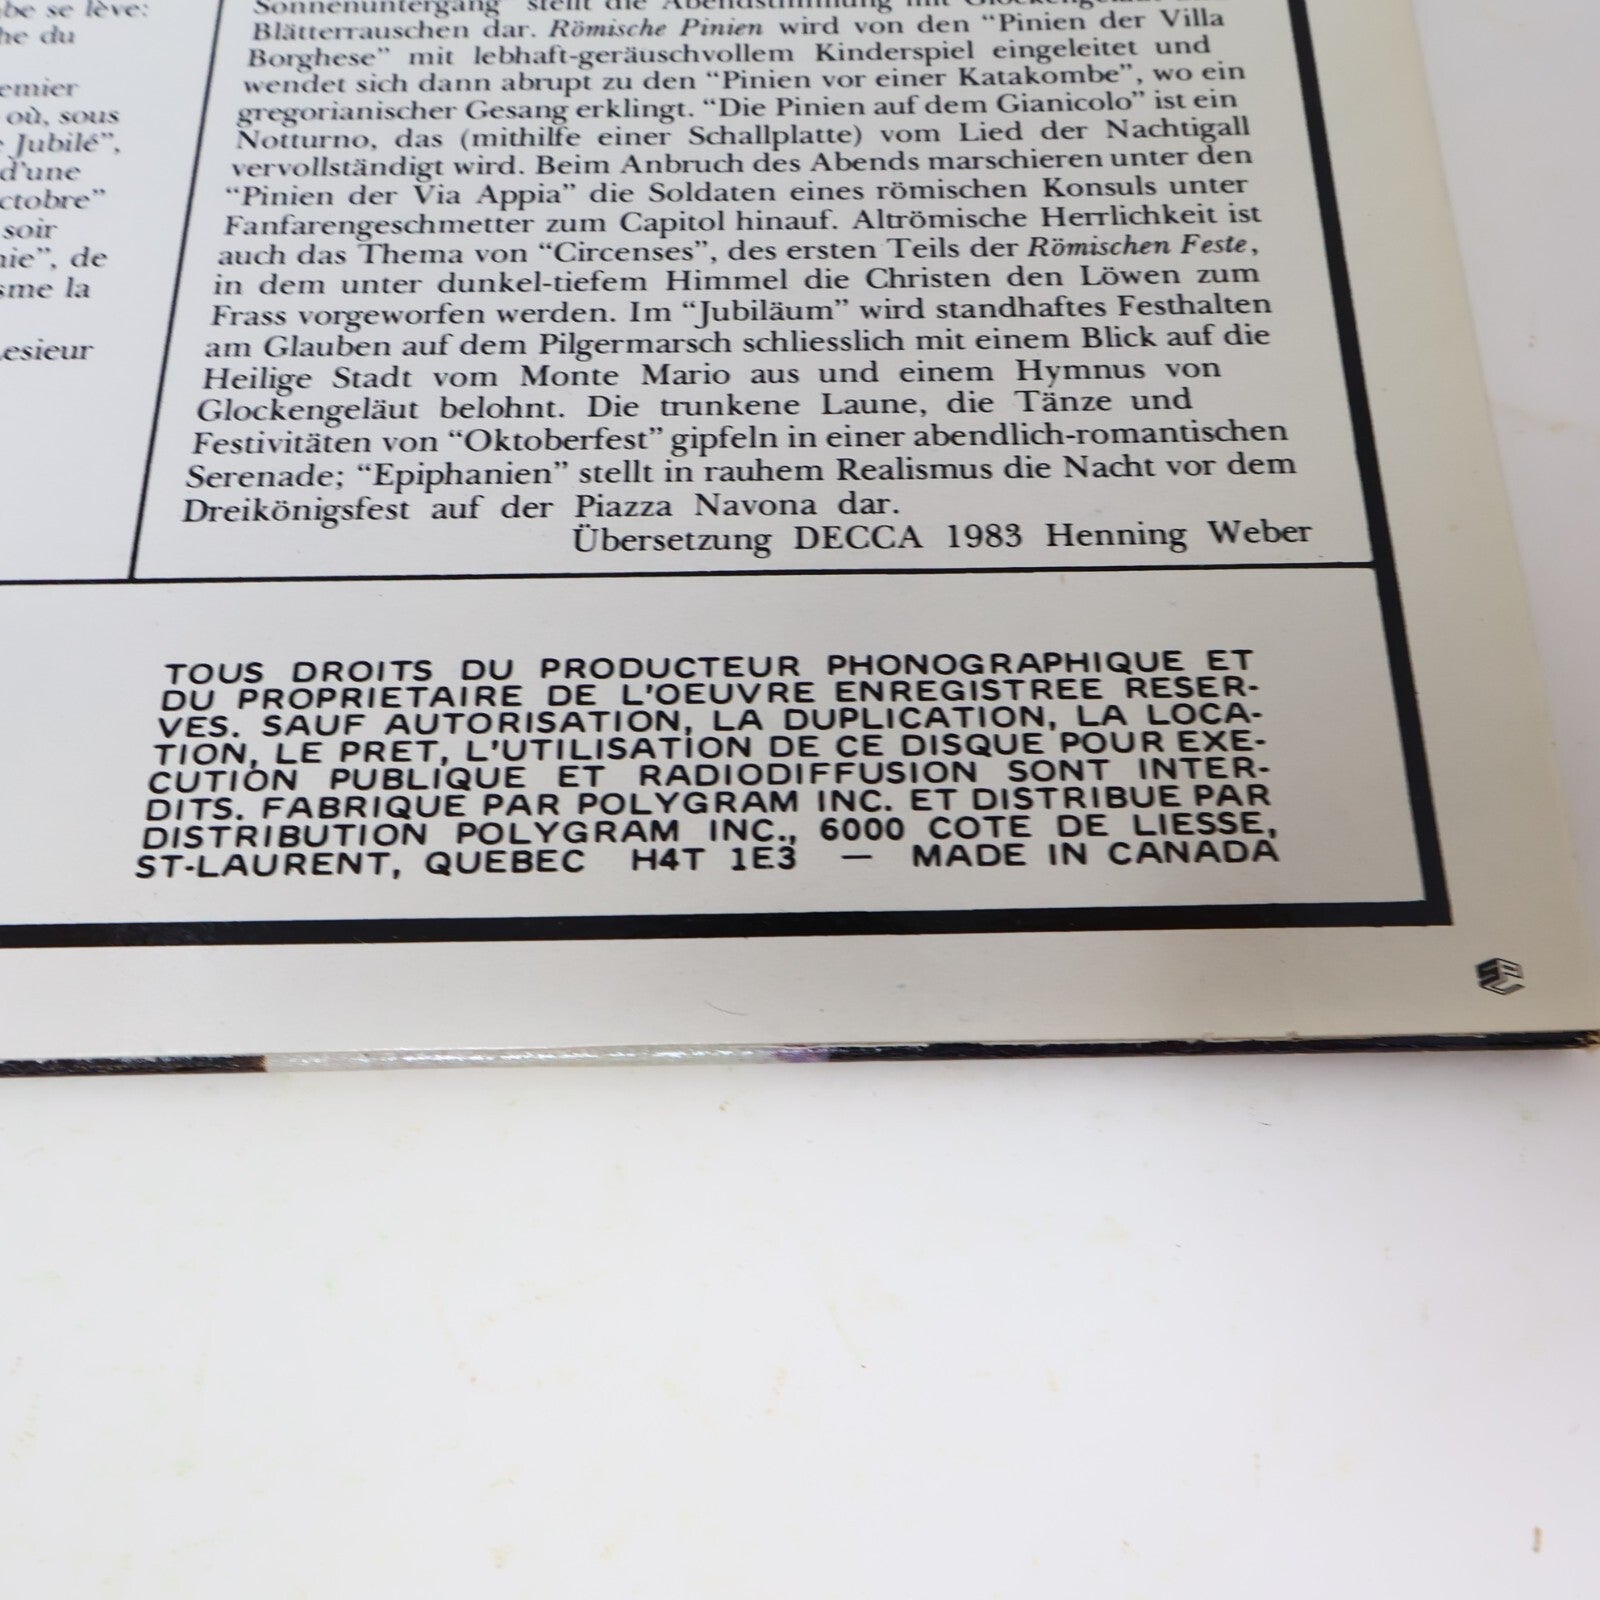 be se lève:
he du
emier
où, sous
Jubilé”,
d'une
ctobre”
soir
nie”, de
sme la
esieur
Sonnenuntergang” stellt die Abendstimmung mit
Blätterrauschen dar. Römische Pinien wird von den “Pinien der Villa
Borghese” mit lebhaft-geräuschvollem Kinderspiel eingeleitet und
wendet sich dann abrupt zu den “Pinien vor einer Katakombe”, wo ein
gregorianischer Gesang erklingt. “Die Pinien auf dem Gianicolo” ist ein
Notturno, das (mithilfe einer Schallplatte) vom Lied der Nachtigall
vervollständigt wird. Beim Anbruch des Abends marschieren unter den
“Pinien der Via Appia” die Soldaten eines römischen Konsuls unter
Fanfarengeschmetter zum Capitol hinauf. Altrömische Herrlichkeit ist
auch das Thema von “Circenses”, des ersten Teils der Römischen Feste,
in dem unter dunkel-tiefem Himmel die Christen den Löwen zum
Frass vorgeworfen werden. Im “Jubiläum” wird standhaftes Festhalten
am Glauben auf dem Pilgermarsch schliesslich mit einem Blick auf die
Heilige Stadt vom Monte Mario aus und einem Hymnus von
Glockengeläut belohnt. Die trunkene Laune, die Tänze und
Festivitäten von “Oktoberfest” gipfeln in einer abendlich-romantischen
Serenade; “Epiphanien” stellt in rauhem Realismus die Nacht vor dem
Dreikönigsfest auf der Piazza Navona dar.
Übersetzung DECCA 1983 Henning Weber
TOUS DROITS DU PRODUCTEUR PHONOGRAPHIQUE ET
DU PROPRIETAIRE DE L'OEUVRE ENREGISTREE RESER-
VES. SAUF AUTORISATION, LA DUPLICATION, LA LOCA-
TION, LE PRET, L'UTILISATION DE CE DISQUE POUR EXE-
CUTION PUBLIQUE ET RADIODIFFUSION SONT INTER-
DITS. FABRIQUE PAR POLYGRAM INC. ET DISTRIBUE PAR
DISTRIBUTION POLYGRAM INC., 6000 COTE DE LIESSE,
ST-LAURENT, QUEBEC H4T 1E3 — MADE IN CANADA